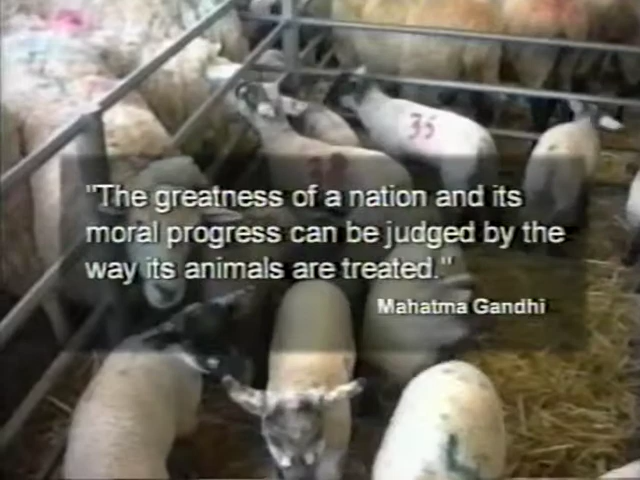 35
"The greatness of a nation and its
moral progress can be judged by the
way its animals are treated."
Mahatma Gandhi